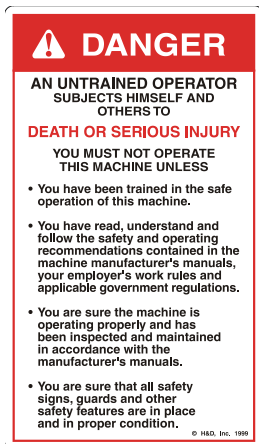 DANGER
AN UNTRAINED OPERATOR
SUBJECTS HIMSELF AND
OTHERS TO
DEATH OR SERIOUS INJURY
YOU MUST NOT OPERATE
THIS MACHINE UNLESS
• You have been trained in the safe
operation of this machine.
• You have read, understand and
follow the safety and operating
recommendations contained in the
machine manufacturer's manuals,
your employer's work rules and
applicable government regulations.
• You are sure the machine is
operating properly and has
been inspected and maintained
in accordance with the
manufacturer's manuals.
• You are sure that all safety
signs, guards and other
safety features are in place
and in proper condition.
© H&D, Inc. 1999